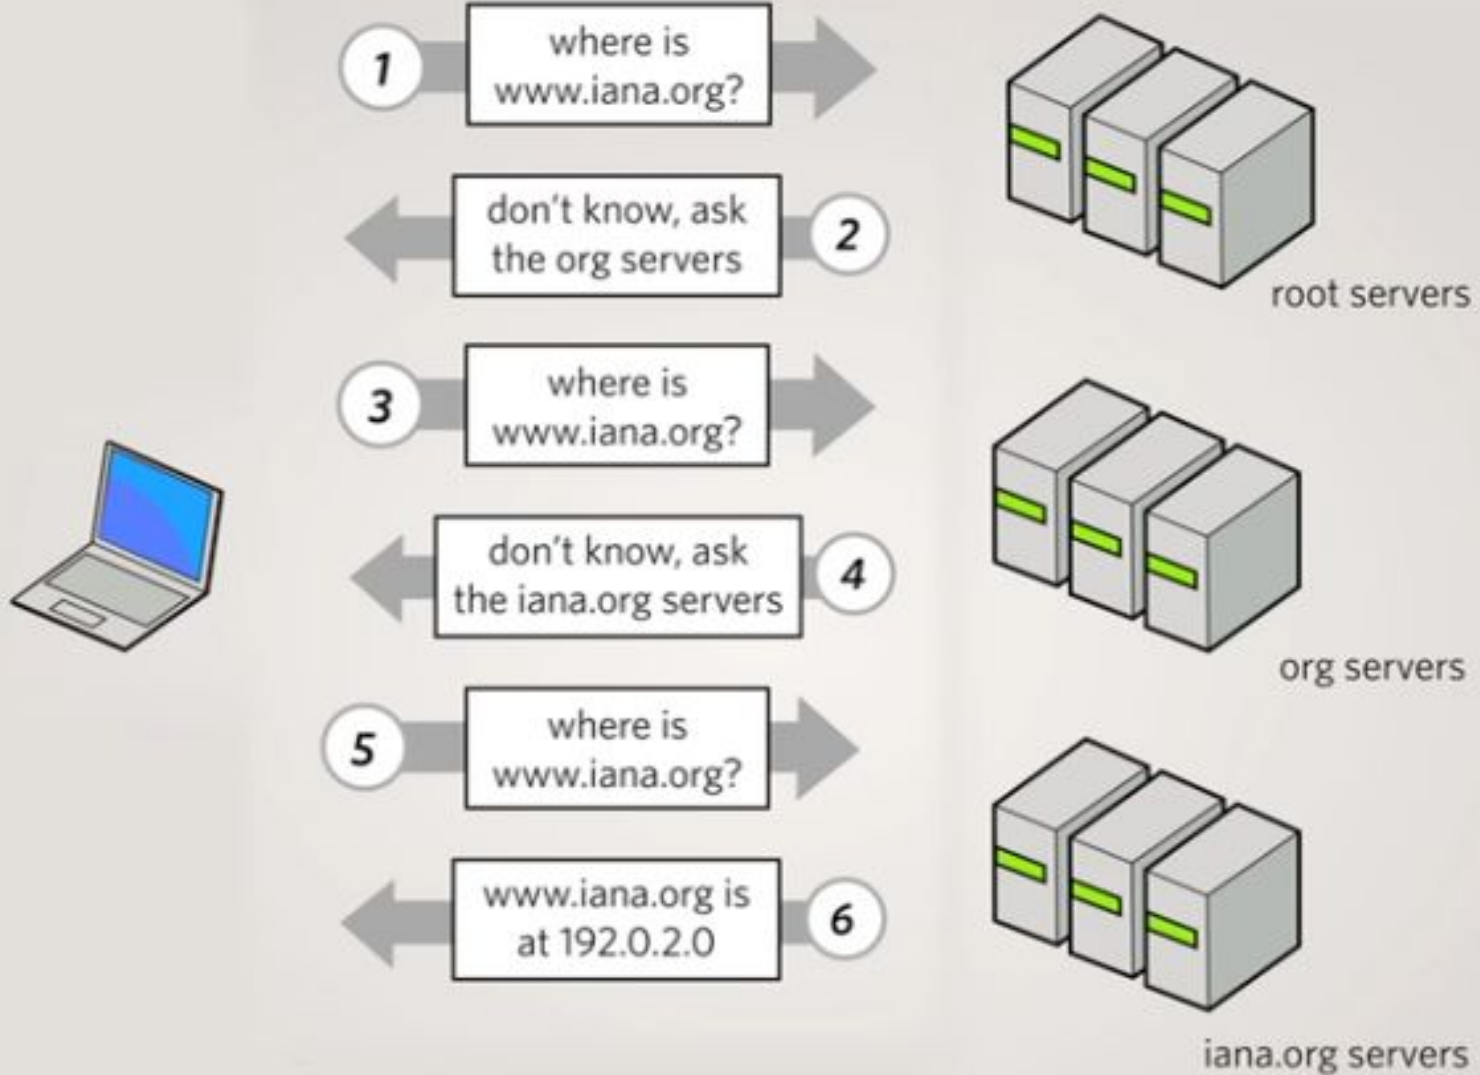 1
where is
www.iana.org?
don't know, ask
the org servers
2
root servers
3
where is
www.iana.org?
don't know, ask
the iana.org servers
4
org servers
5
where is
www.iana.org?
www.iana.org is
at 192.0.2.0
6
iana.org servers